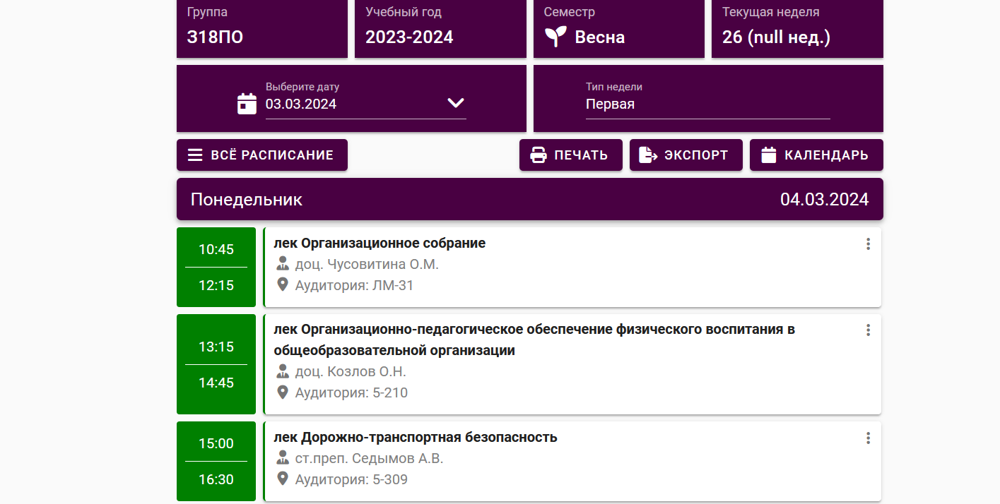 Группа
318ПО
Учебный год
2023-2024
Семестр
Весна
Текущая неделя
26 (null нед.)
Выберите дату
03.03.2024
Тип недели
Первая
ВСЁ РАСПИСАНИЕ
ПЕЧАТЬ
ЭКСПОРТ
КАЛЕНДАРЬ
Понедельник
04.03.2024
10:45
12:15
лек Организационное собрание
доц. Чусовитина О.М.
Аудитория: ЛМ-31
13:15
14:45
лек Организационно-педагогическое обеспечение физического воспитания в
общеобразовательной организации
доц. Козлов О.Н.
Аудитория: 5-210
15:00
16:30
лек Дорожно-транспортная безопасность
ст.преп. Седымов А.В.
Аудитория: 5-309